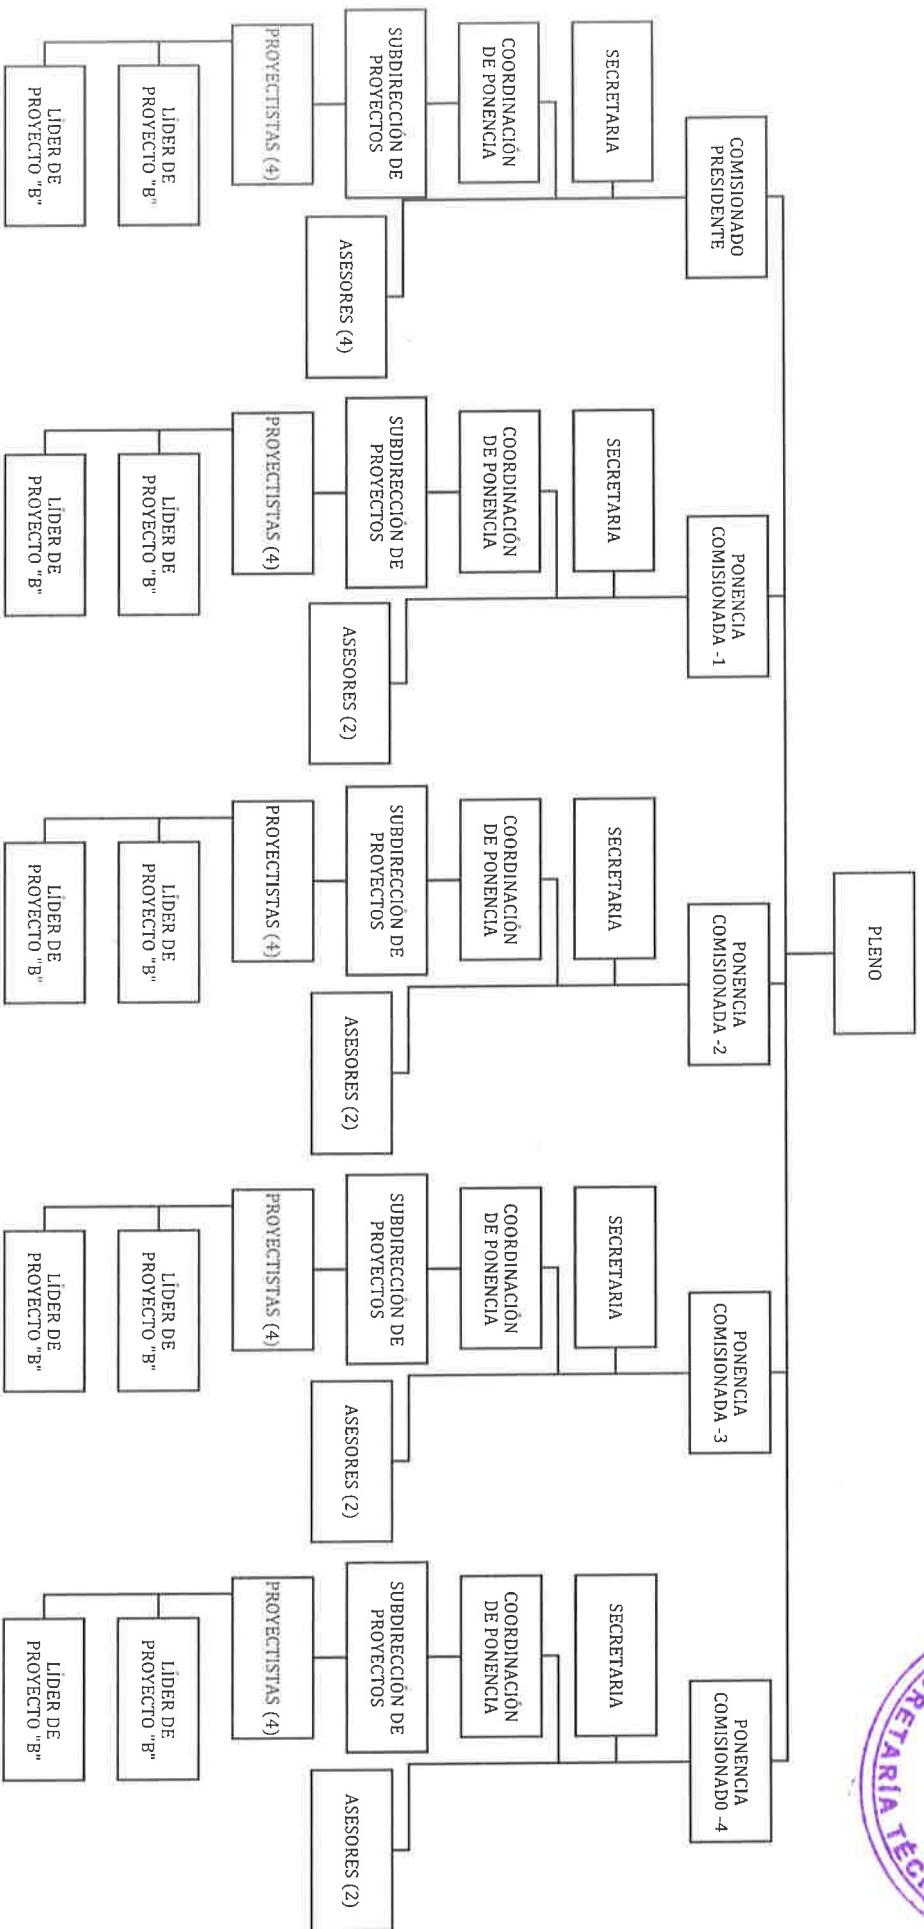 PLENO
COMISIONADO
PRESIDENTE
PONENCIA
COMISIONADA -1
PONENCIA
COMISIONADA -2
PONENCIA
COMISIONADA -3
PONENCIA
COMISIONADO -4
SECRETARIA
SECRETARIA
SECRETARIA
SECRETARIA
SECRETARIA
COORDINACIÓN
DE PONENCIA
COORDINACIÓN
DE PONENCIA
COORDINACIÓN
DE PONENCIA
COORDINACIÓN
DE PONENCIA
COORDINACIÓN
DE PONENCIA
SUBDIRECCIÓN DE
PROYECTOS
SUBDIRECCIÓN DE
PROYECTOS
SUBDIRECCIÓN DE
PROYECTOS
SUBDIRECCIÓN DE
PROYECTOS
SUBDIRECCIÓN DE
PROYECTOS
ASESORES (4)
ASESORES (2)
ASESORES (2)
ASESORES (2)
ASESORES (2)
PROYECTISTAS (4)
PROYECTISTAS (4)
PROYECTISTAS (4)
PROYECTISTAS (4)
PROYECTISTAS (4)
LÍDER DE
PROYECTO "B"
LÍDER DE
PROYECTO "B"
LÍDER DE
PROYECTO "B"
LÍDER DE
PROYECTO "B"
LÍDER DE
PROYECTO "B"
LÍDER DE
PROYECTO "B"
LÍDER DE
PROYECTO "B"
LÍDER DE
PROYECTO "B"
LÍDER DE
PROYECTO "B"
LÍDER DE
PROYECTO "B"